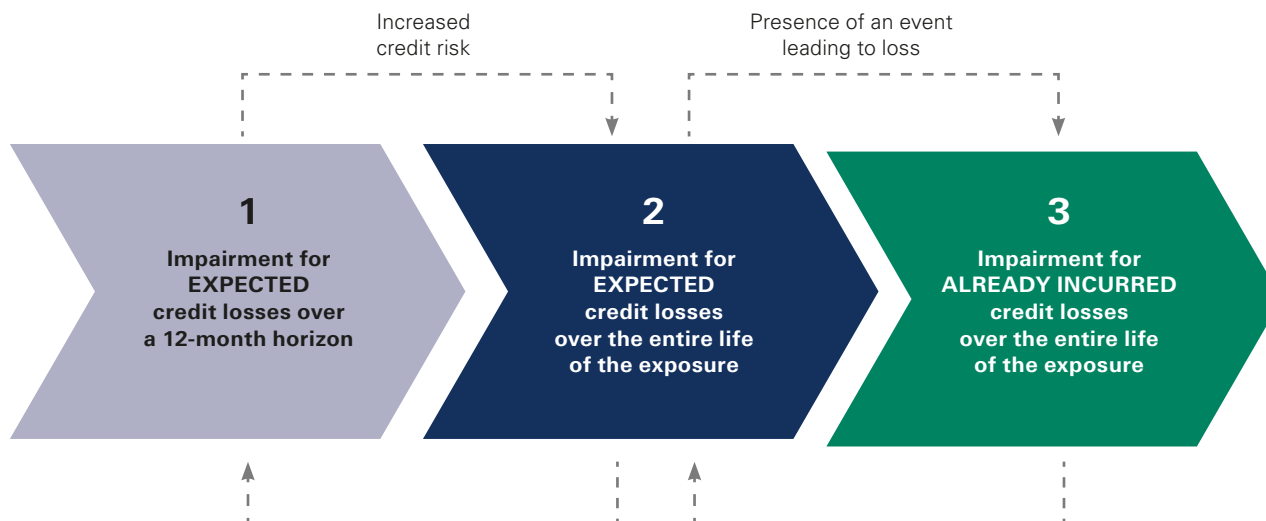 Increased
credit risk
Presence of an event
leading to loss
1
Impairment for
EXPECTED
credit losses over
a 12-month horizon
2
Impairment for
EXPECTED
credit losses
over the entire life
of the exposure
3
Impairment for
ALREADY INCURRED
credit losses
over the entire life
of the exposure